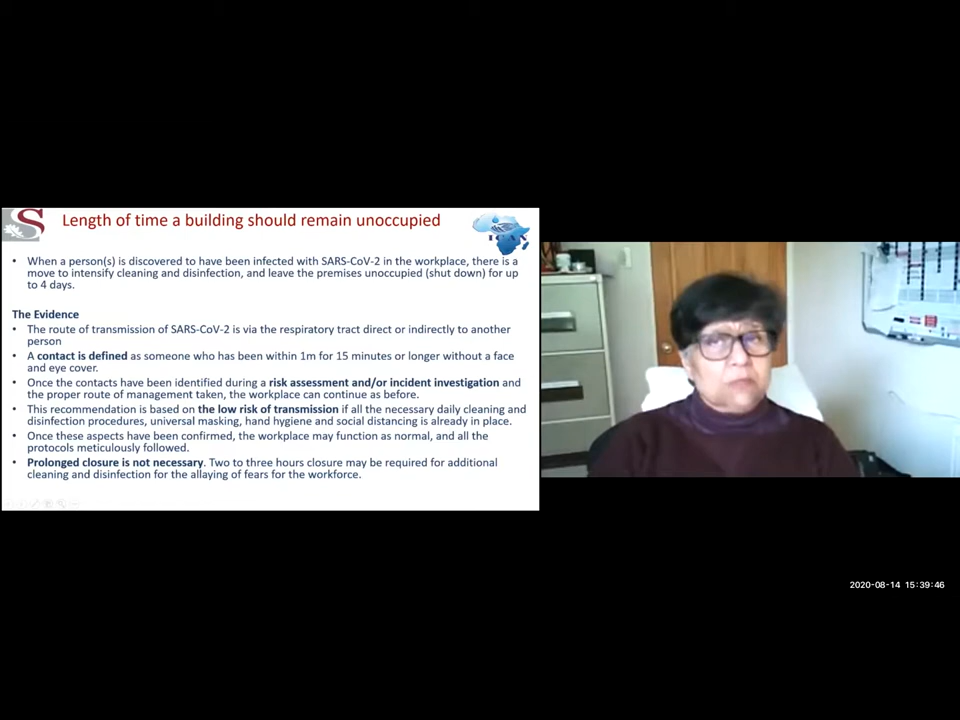 Length of time a building should remain unoccupied
S
ICAN
• When a person(s) is discovered to have been infected with SARS-CoV-2 in the workplace, there is a
move to intensify cleaning and disinfection, and leave the premises unoccupied (shut down) for up
to 4 days.
The Evidence
• The route of transmission of SARS-CoV-2 is via the respiratory tract direct or indirectly to another
person
• A contact is defined as someone who has been within 1m for 15 minutes or longer without a face
and eye cover.
• Once the contacts have been identified during a risk assessment and/or incident investigation and
the proper route of management taken, the workplace can continue as before.
• This recommendation is based on the low risk of transmission if all the necessary daily cleaning and
disinfection procedures, universal masking, hand hygiene and social distancing is already in place.
• Once these aspects have been confirmed, the workplace may function as normal, and all the
protocols meticulously followed.
• Prolonged closure is not necessary. Two to three hours closure may be required for additional
cleaning and disinfection for the allaying of fears for the workforce.
2020-08-14 15:39:46